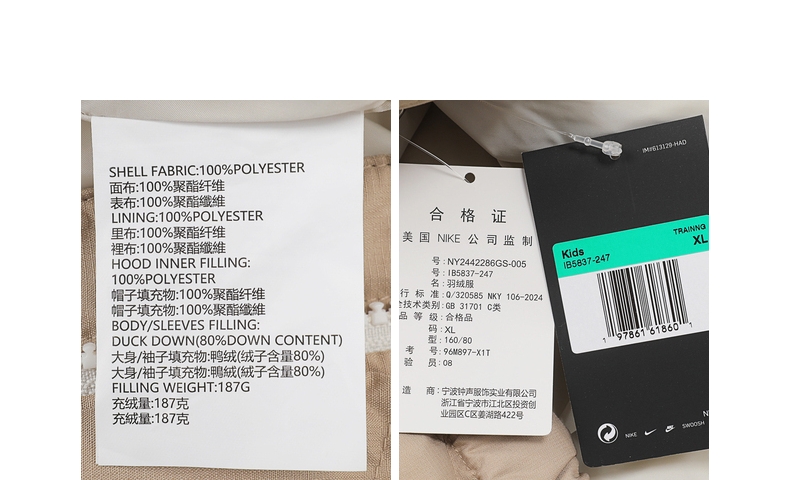 SHELL FABRIC:100%POLYESTER
面布:100%聚酯纤维
表布:100%聚酯纖維
LINING:100%POLYESTER
里布:100%聚酯纤维
裡布:100%聚酯纖維
HOOD INNER FILLING:
100%POLYESTER
帽子填充物:100%聚酯纤维
帽子填充物:100%聚酯纖維
BODY/SLEEVES FILLING:
DUCK DOWN(80%DOWN CONTENT)
大身/袖子填充物:鸭絨(绒子含量80%)
大身/袖子填充物:鴨絨(絨子含量80%)
FILLING WEIGHT:187G
充绒量:187克
充絨量:187克
合格证
美国 NIKE 公司监制
号:NY2442286GS-005
号:IB5837-247
名:羽绒服
行 标 准:Q/320585 NKY 106-2024
全技术类别:GB 31701 C类
品 等 级:合格品
码:XL
型:160/80
考 号:96M897-X1T
验 员:08
造 商:宁波钟声服饰实业有限公司
浙江省宁波市江北区投资创
业园区C区姜湖路422号
IM#613129-HAD
Kids
IB5837-247
TRAINNG
XL
1 97861 61860 1
NIKE
SWOOSH